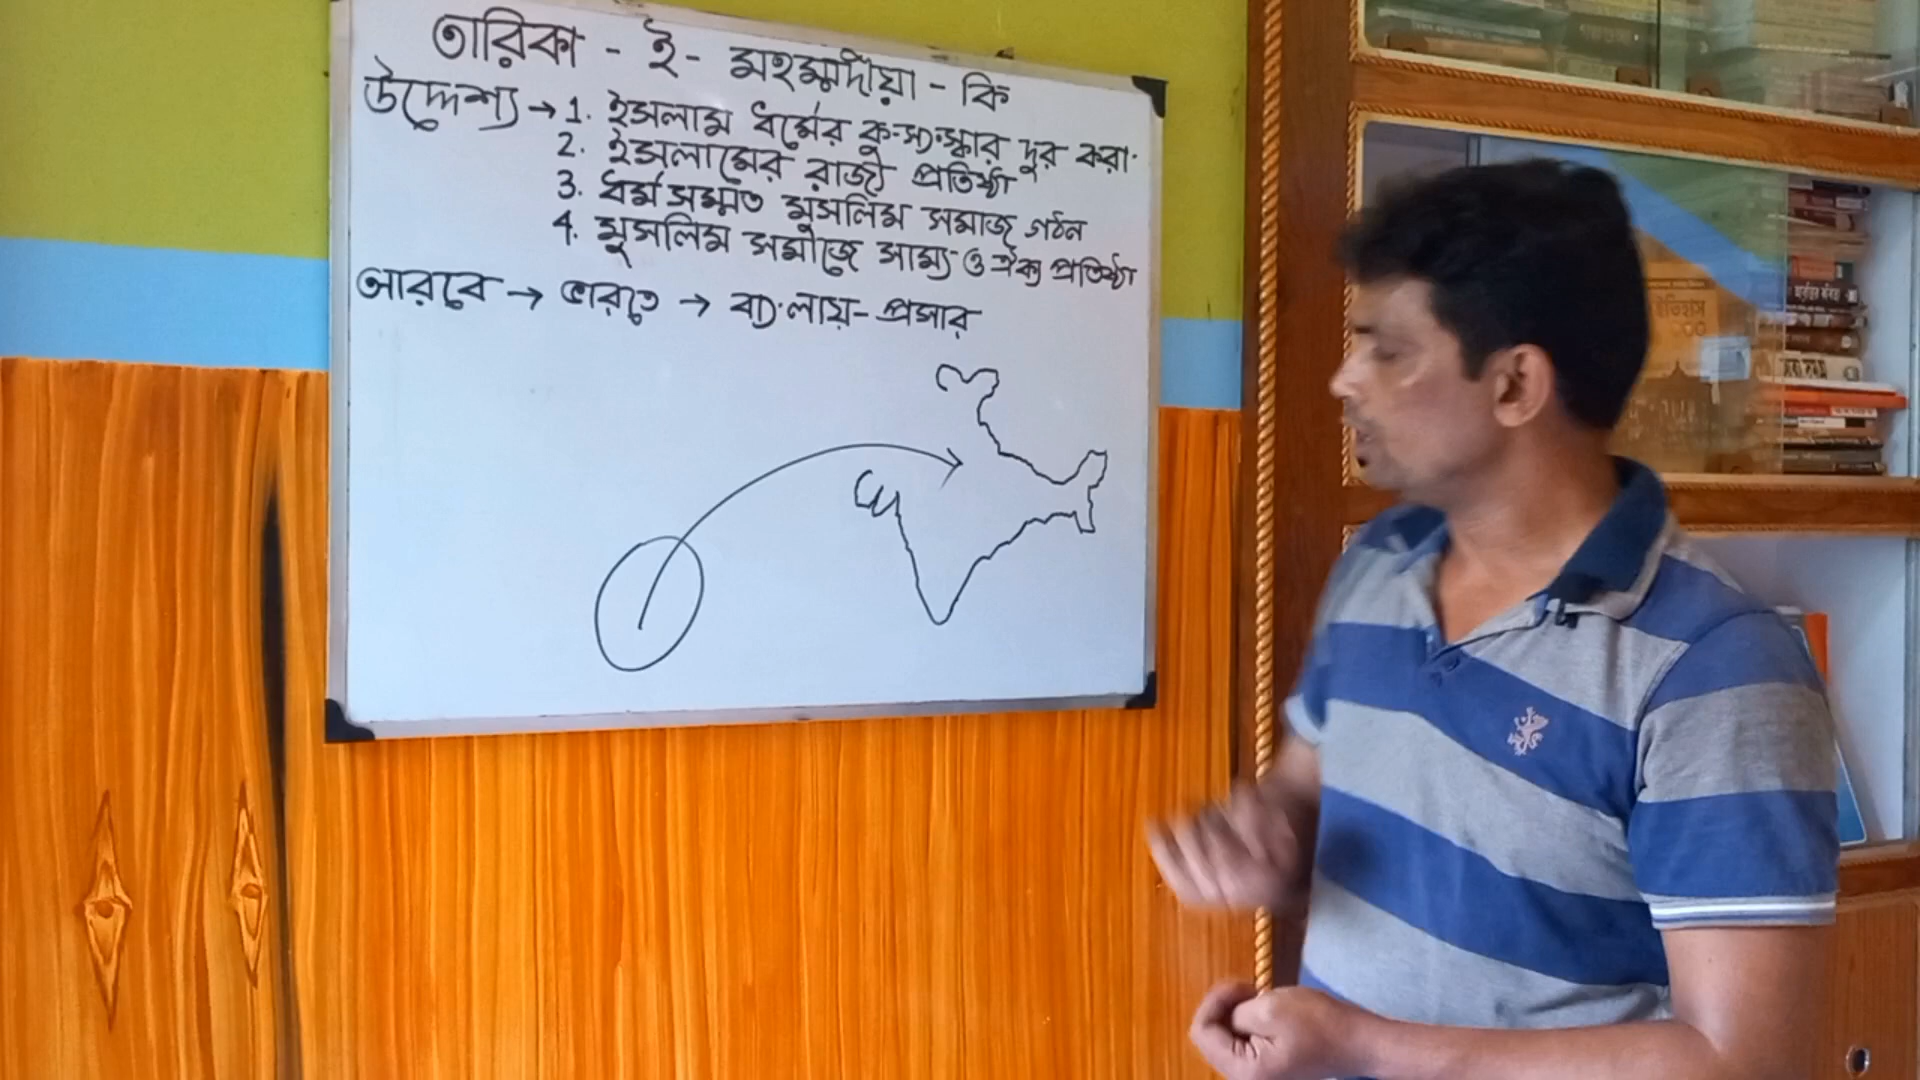 তারিকা - ই - মহম্মদীয়া - কি
উদ্দেশ্য → 1. ইসলাম ধর্মের কু-স্যংস্কার দুর করা.
2. ইসলামের রাজ্য প্রতিষ্ঠা
3. ধর্মসম্মত মুসলিম সমাজ গঠন
4. মুসলিম সমাজে সাম্য ও ঐক্য প্রতিষ্ঠা
আরবে → ভারতে → বাংলায় - প্রসার
ইতিহাস